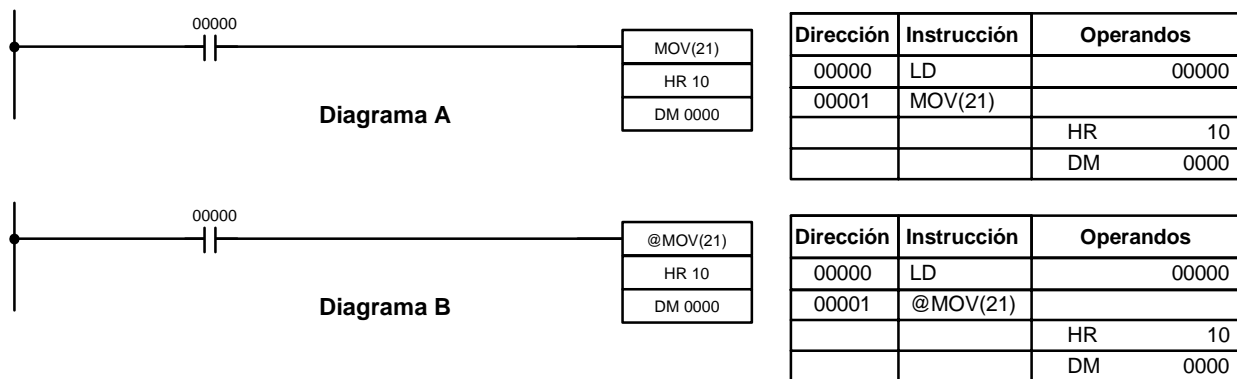 00000
MOV(21)
HR 10
DM 0000
Diagrama A
Dirección Instrucción Operandos
00000 LD 00000
00001 MOV(21)
HR 10
DM 0000
00000
@MOV(21)
HR 10
DM 0000
Diagrama B
Dirección Instrucción Operandos
00000 LD 00000
00001 @MOV(21)
HR 10
DM 0000